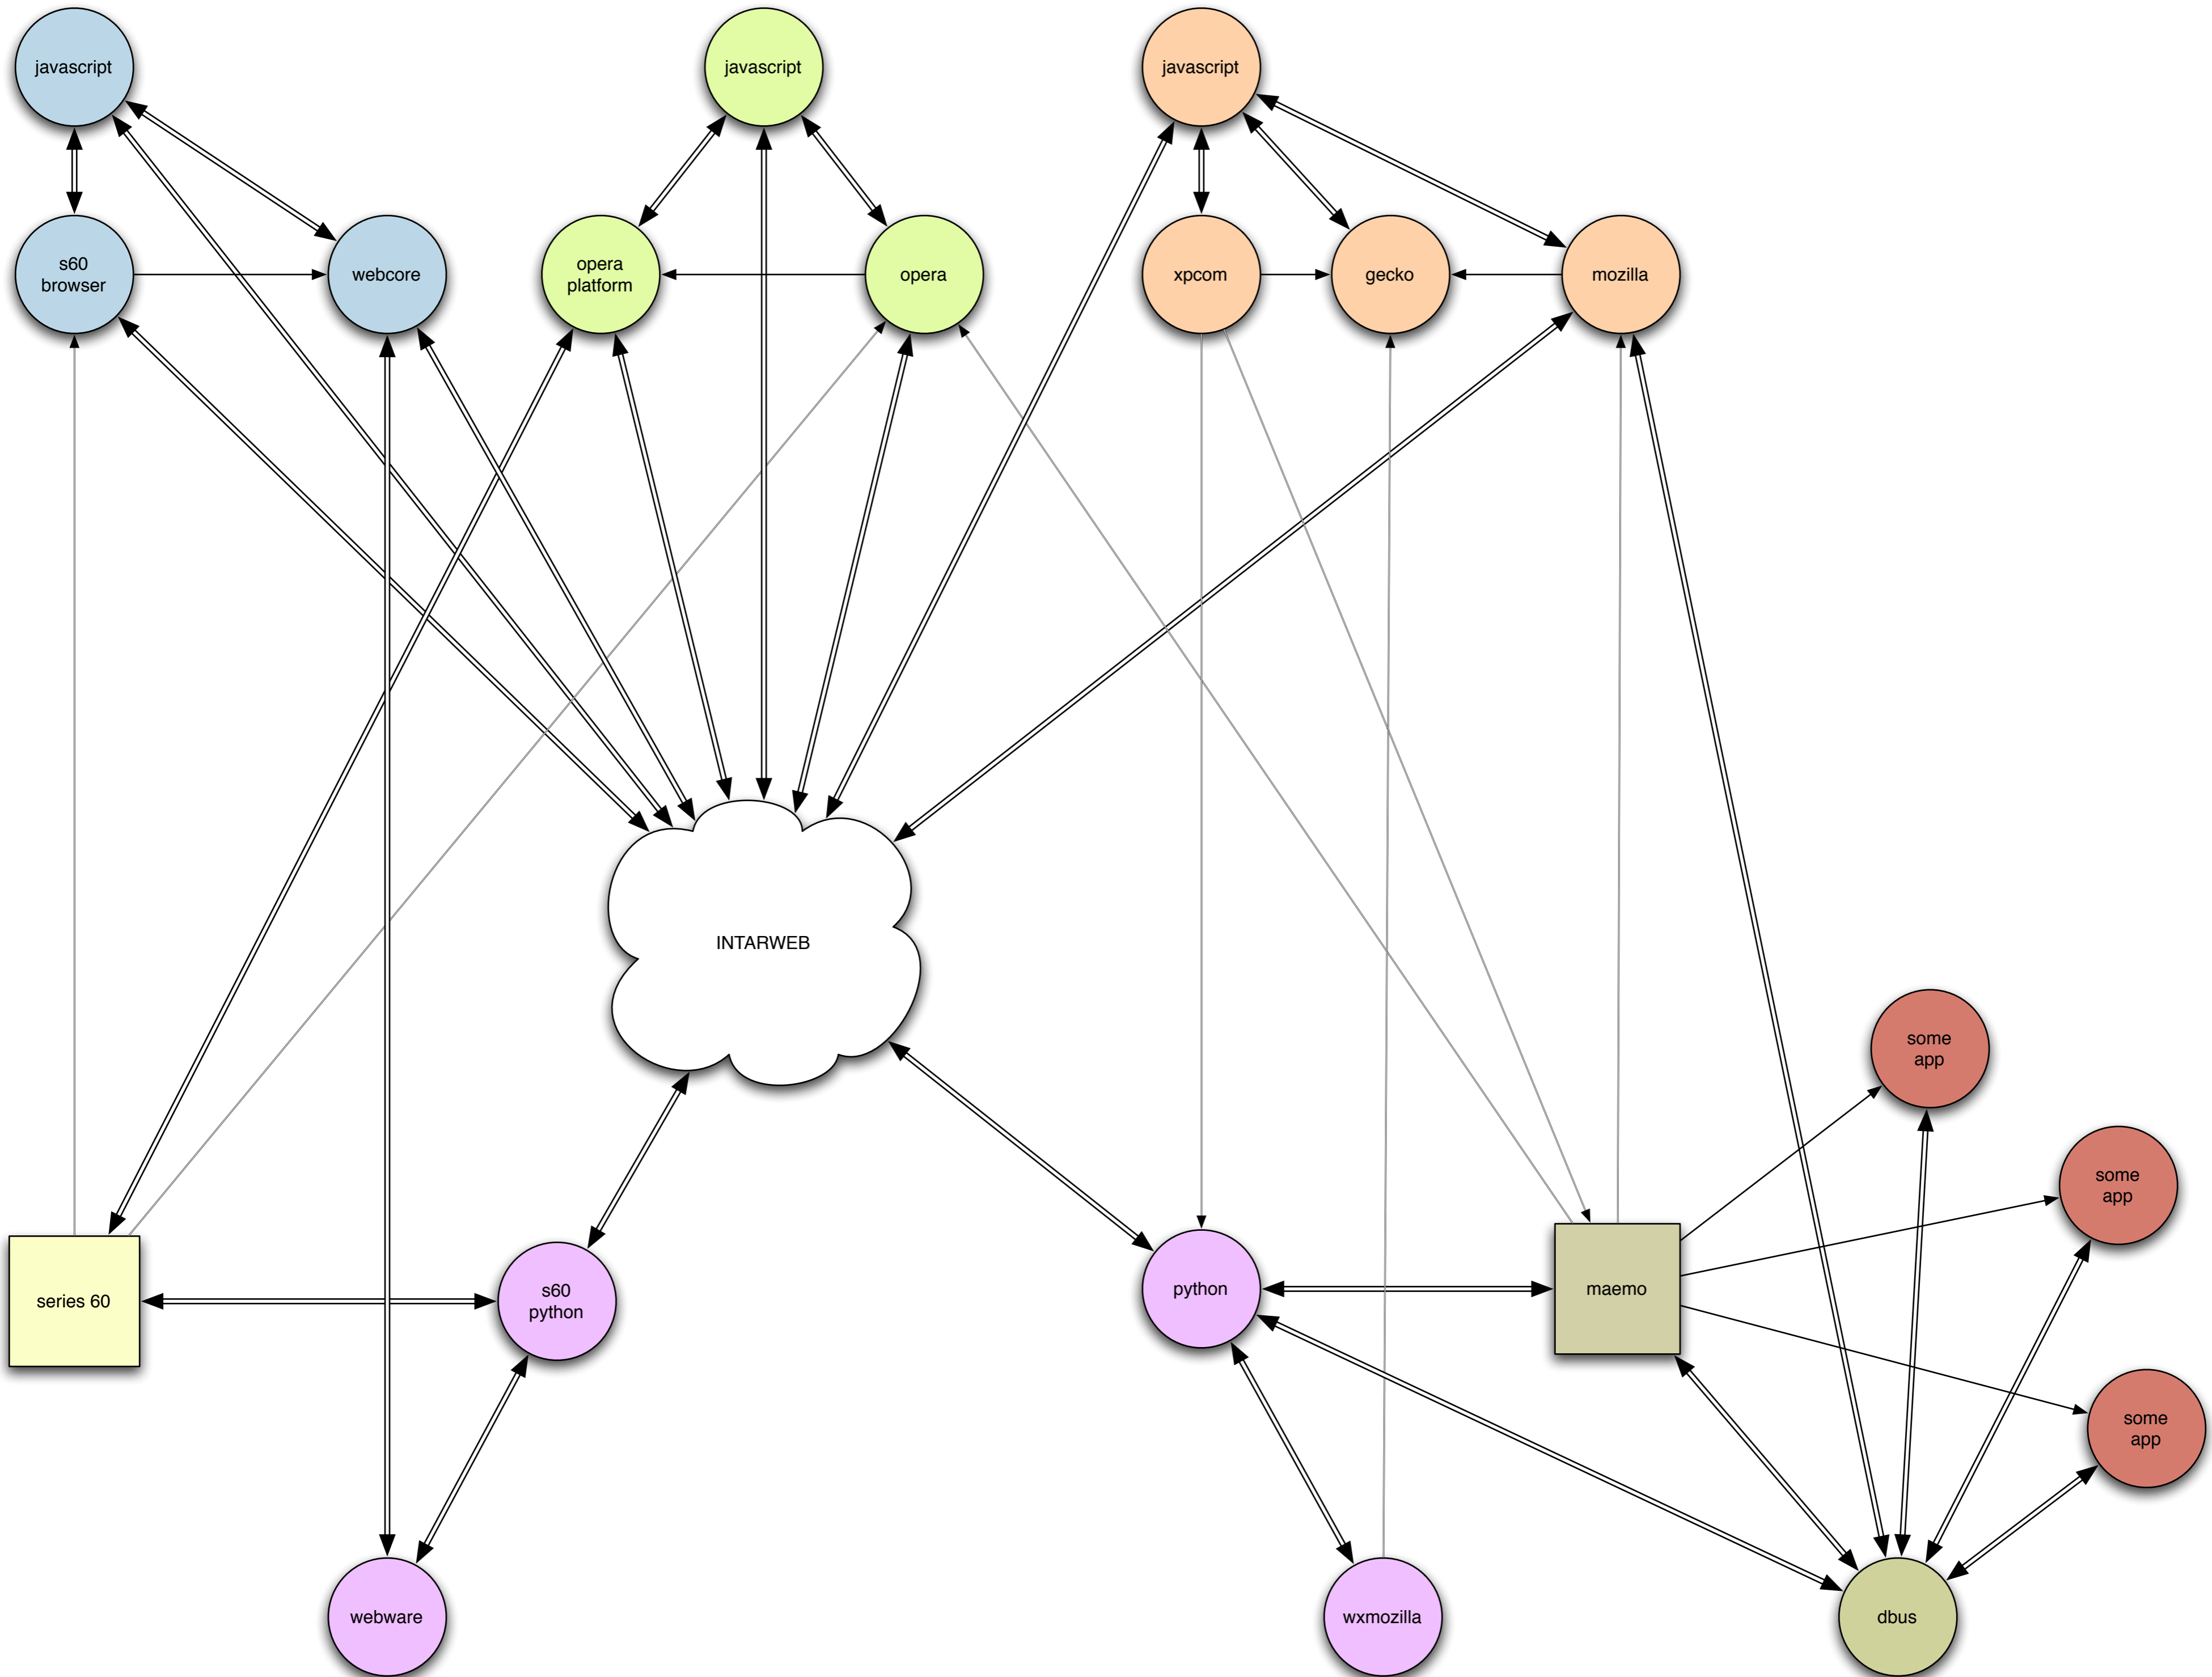 javascript
javascript
javascript
s60
browser
webcore
opera
platform
opera
xpcom
gecko
mozilla
INTARWEB
some
app
some
app
series 60
s60
python
python
maemo
some
app
webware
wxmozilla
dbus